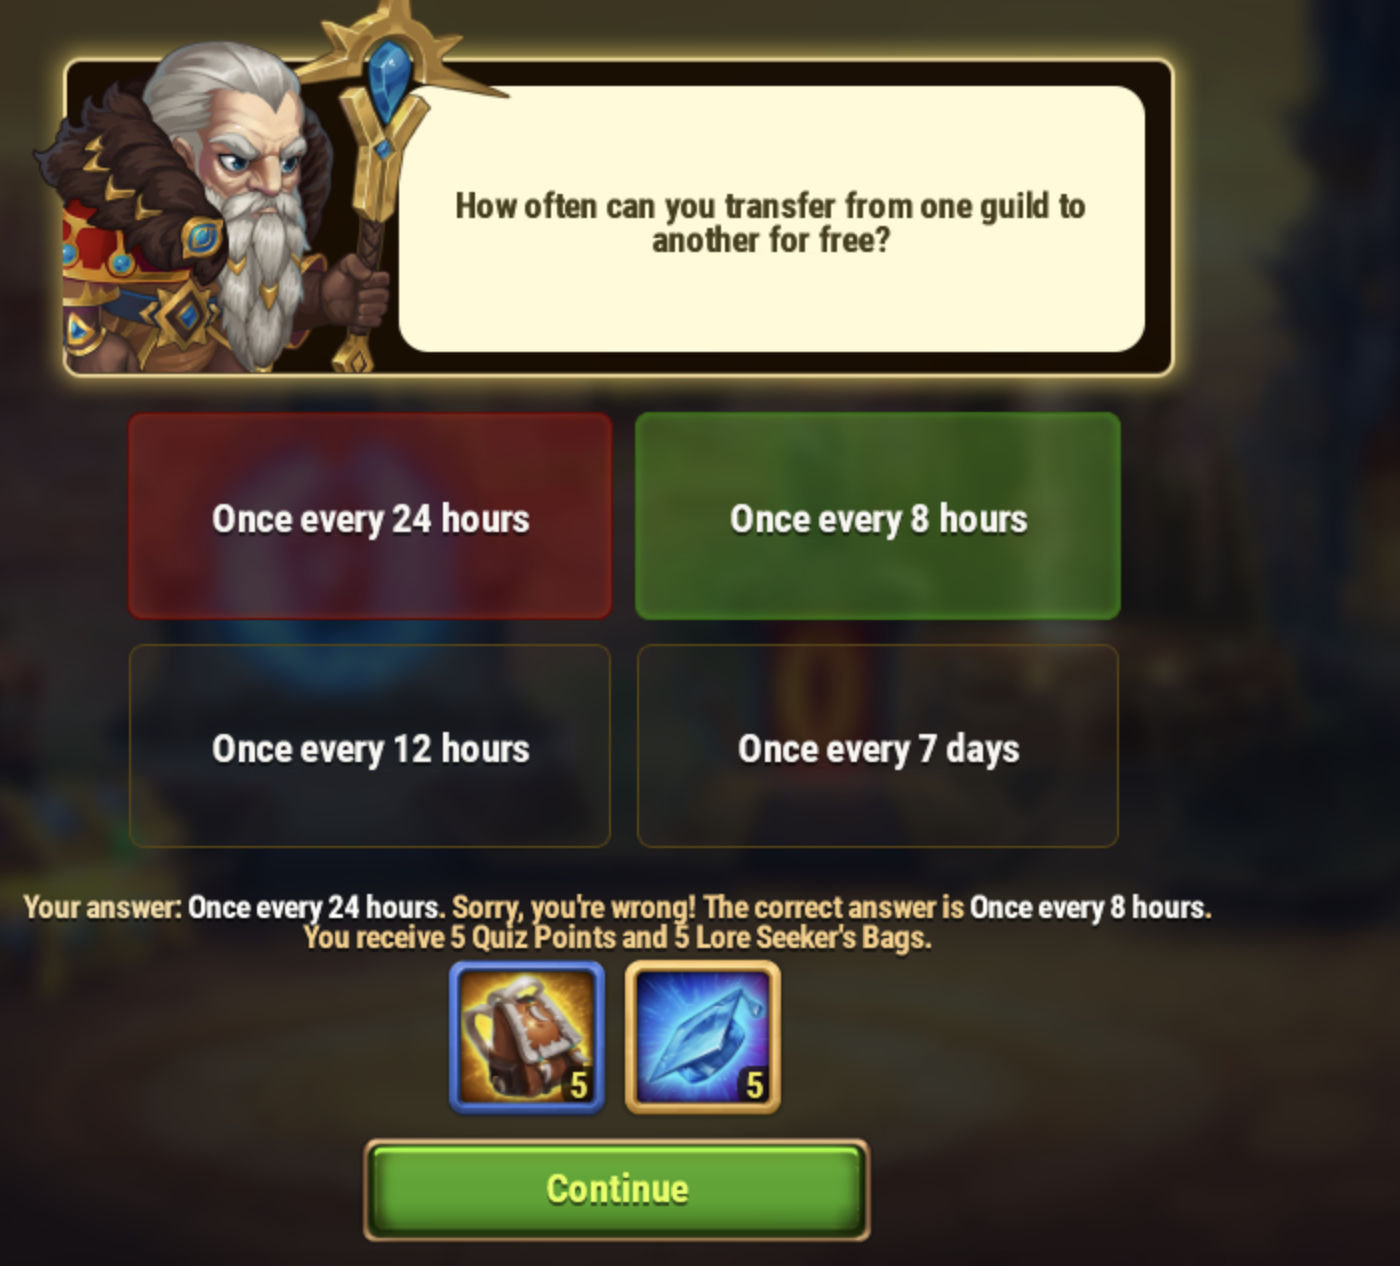 How often can you transfer from one guild to
another for free?
Once every 24 hours
Once every 8 hours
Once every 12 hours
Once every 7 days
Your answer: Once every 24 hours. Sorry, you're wrong! The correct answer is Once every 8 hours.
You receive 5 Quiz Points and 5 Lore Seeker's Bags.
5
5
Continue